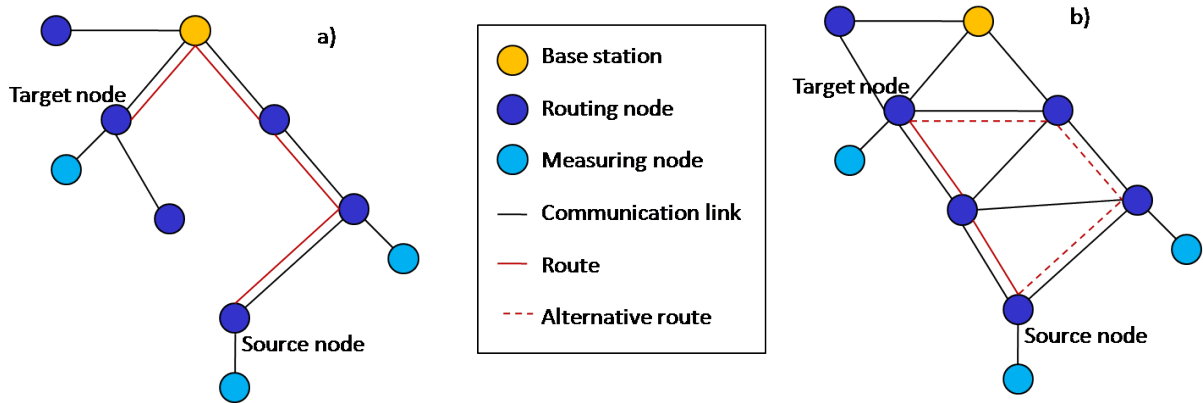 a)
Target node
Source node
Base station
Routing node
Measuring node
Communication link
Route
Alternative route
b)
Target node
Source node